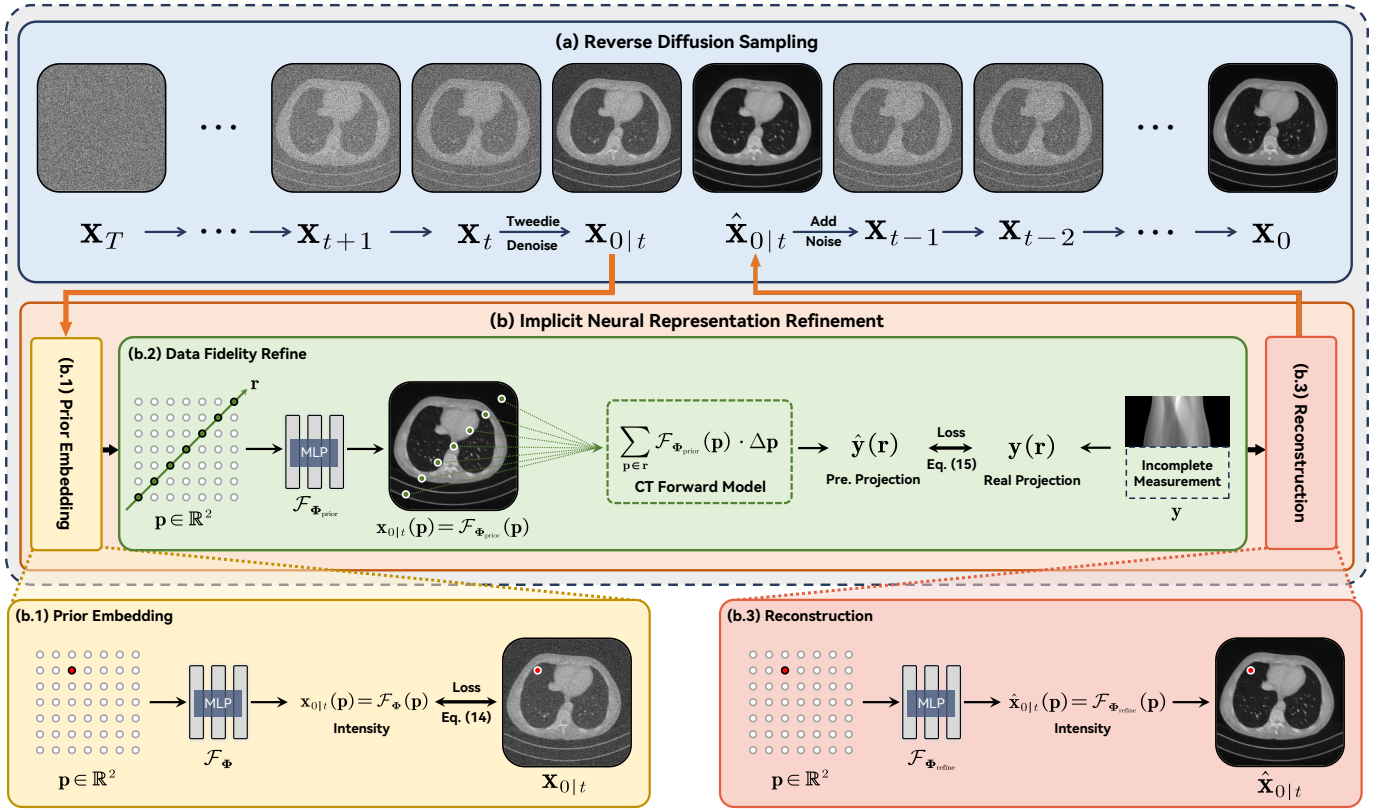 (a) Reverse Diffusion Sampling
...
...
x_T
...
x_{t+1}
x_t
Tweedie
Denoise
x_{0|t}
x̂_{0|t}
Add
Noise
x_{t−1}
x_{t−2}
...
x_0
(b) Implicit Neural Representation Refinement
(b.1) Prior Embedding
(b.2) Data Fidelity Refine
r
MLP
F_{Φ_prior}
p ∈ ℝ²
x_{0|t}(p) = F_{Φ_prior}(p)
∑_{p∈r} F_{Φ_prior}(p) · Δp
CT Forward Model
ŷ(r)
Pre. Projection
Loss
Eq. (15)
y(r)
Real Projection
Incomplete
Measurement
y
(b.3) Reconstruction
(b.1) Prior Embedding
p ∈ ℝ²
MLP
F_Φ
x_{0|t}(p) = F_Φ(p)
Intensity
Loss
Eq. (14)
x_{0|t}
(b.3) Reconstruction
p ∈ ℝ²
MLP
F_{Φ_refine}
x̂_{0|t}(p) = F_{Φ_refine}(p)
Intensity
x̂_{0|t}